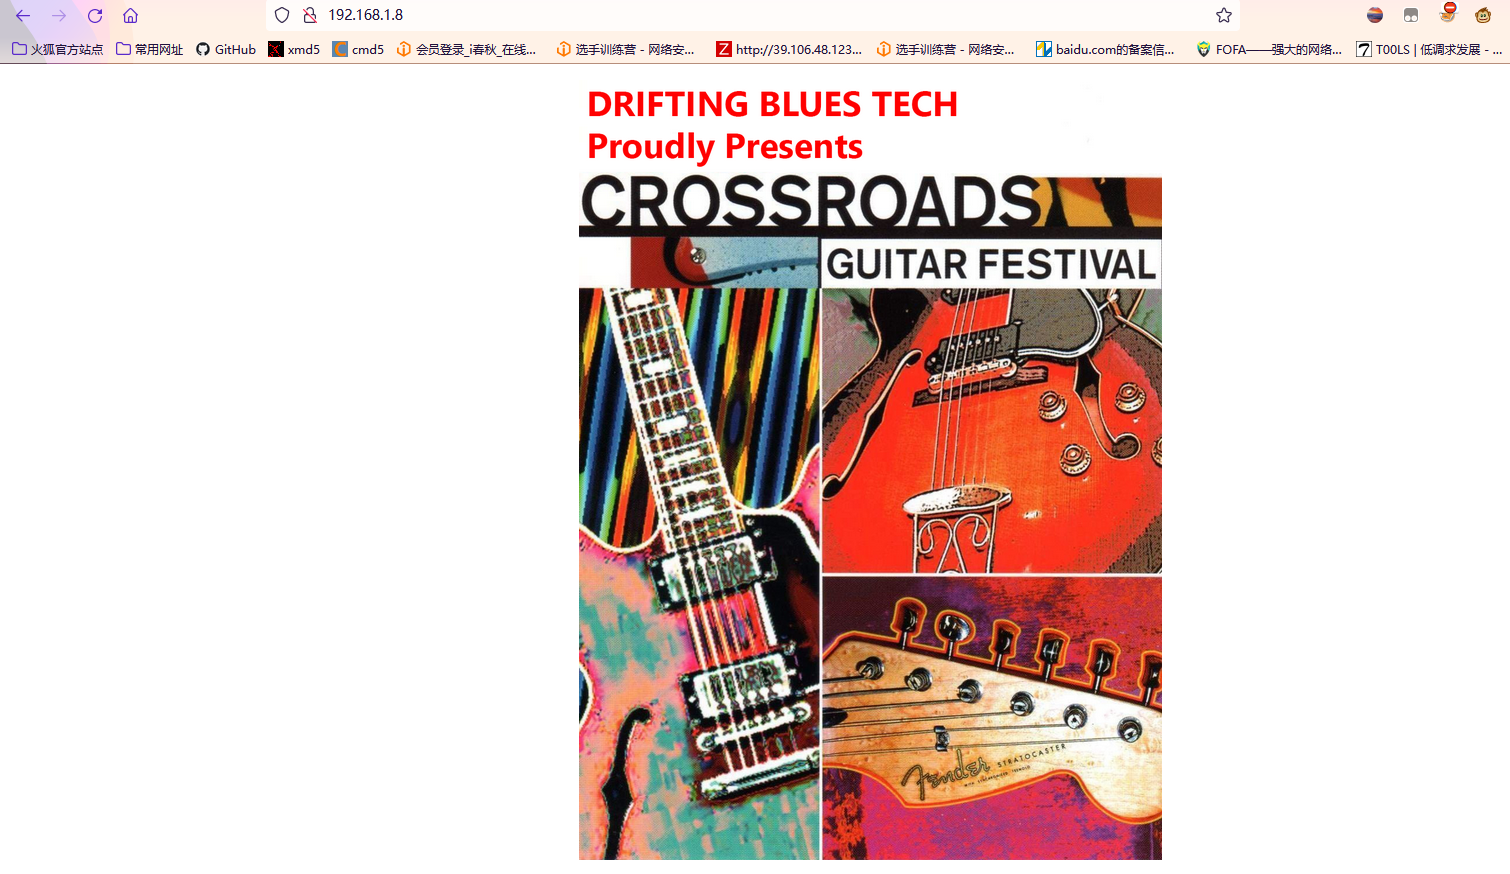 192.168.1.8
火狐官方站点 常用网址 GitHub xmd5 cmd5 会员登录_i春秋_在线... 选手训练营 - 网络安... http://39.106.48.123... 选手训练营 - 网络安... baidu.com的备案信... FOFA——强大的网络... T00LS | 低调求发展 - ...
DRIFTING BLUES TECH
Proudly Presents
CROSSROADS
GUITAR FESTIVAL
Fender STRATOCASTER